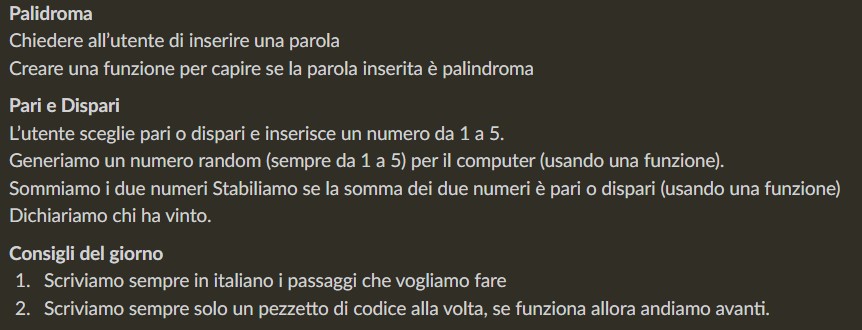 Palidroma
Chiedere all'utente di inserire una parola
Creare una funzione per capire se la parola inserita è palindroma
Pari e Dispari
L'utente sceglie pari o dispari e inserisce un numero da 1 a 5.
Generiamo un numero random (sempre da 1 a 5) per il computer (usando una funzione).
Sommiamo i due numeri Stabiliamo se la somma dei due numeri è pari o dispari (usando una funzione)
Dichiariamo chi ha vinto.
Consigli del giorno
1. Scriviamo sempre in italiano i passaggi che vogliamo fare
2. Scriviamo sempre solo un pezzetto di codice alla volta, se funziona allora andiamo avanti.